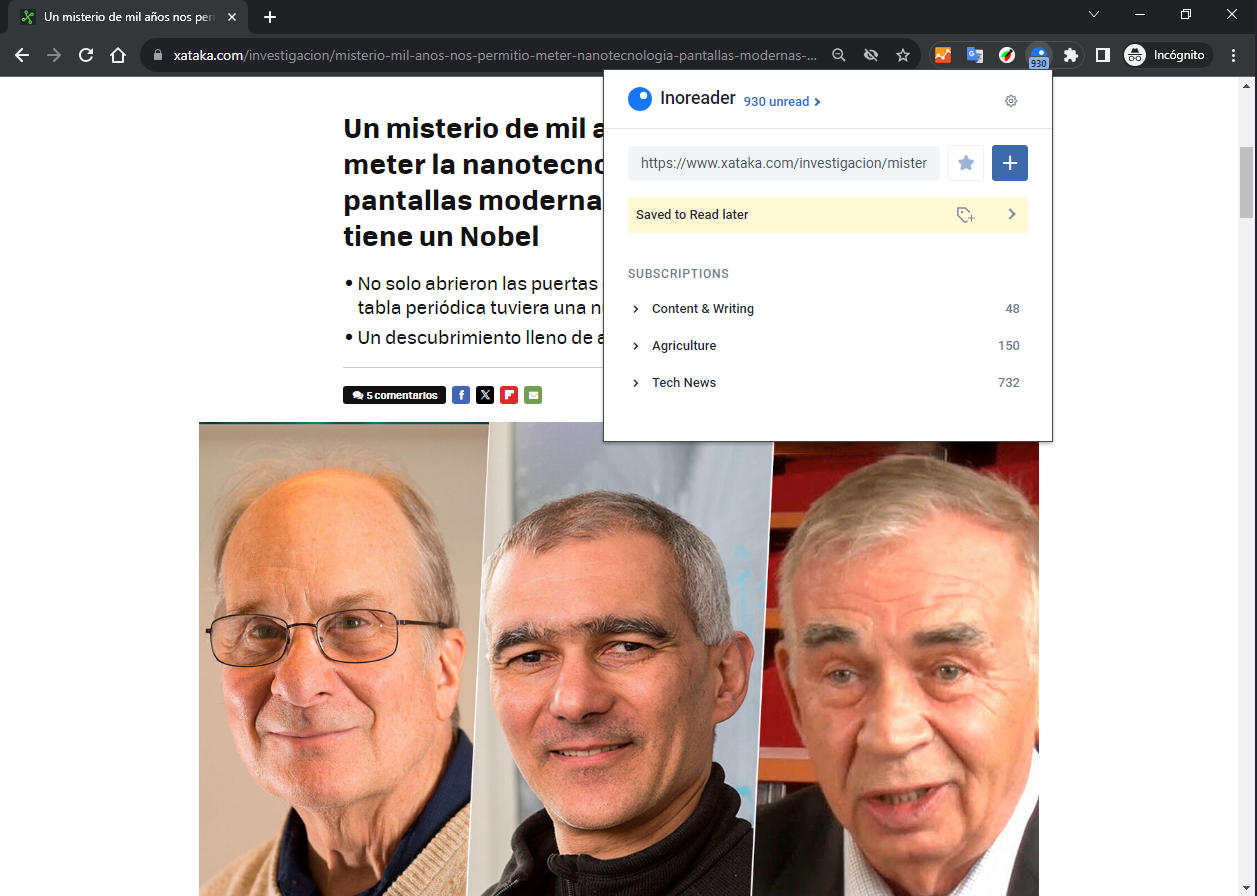 Un misterio de mil años nos per
xataka.com/investigacion/misterio-mil-anos-nos-permitio-meter-nanotecnologia-pantallas-modernas-...
930
Incógnito
Un misterio de mil a
meter la nanotecno
pantallas moderna
tiene un Nobel
• No solo abrieron las puertas
tabla periódica tuviera una n
• Un descubrimiento lleno de a
5 comentarios
Inoreader 930 unread
https://www.xataka.com/investigacion/mister
Saved to Read later
SUBSCRIPTIONS
Content & Writing 48
Agriculture 150
Tech News 732